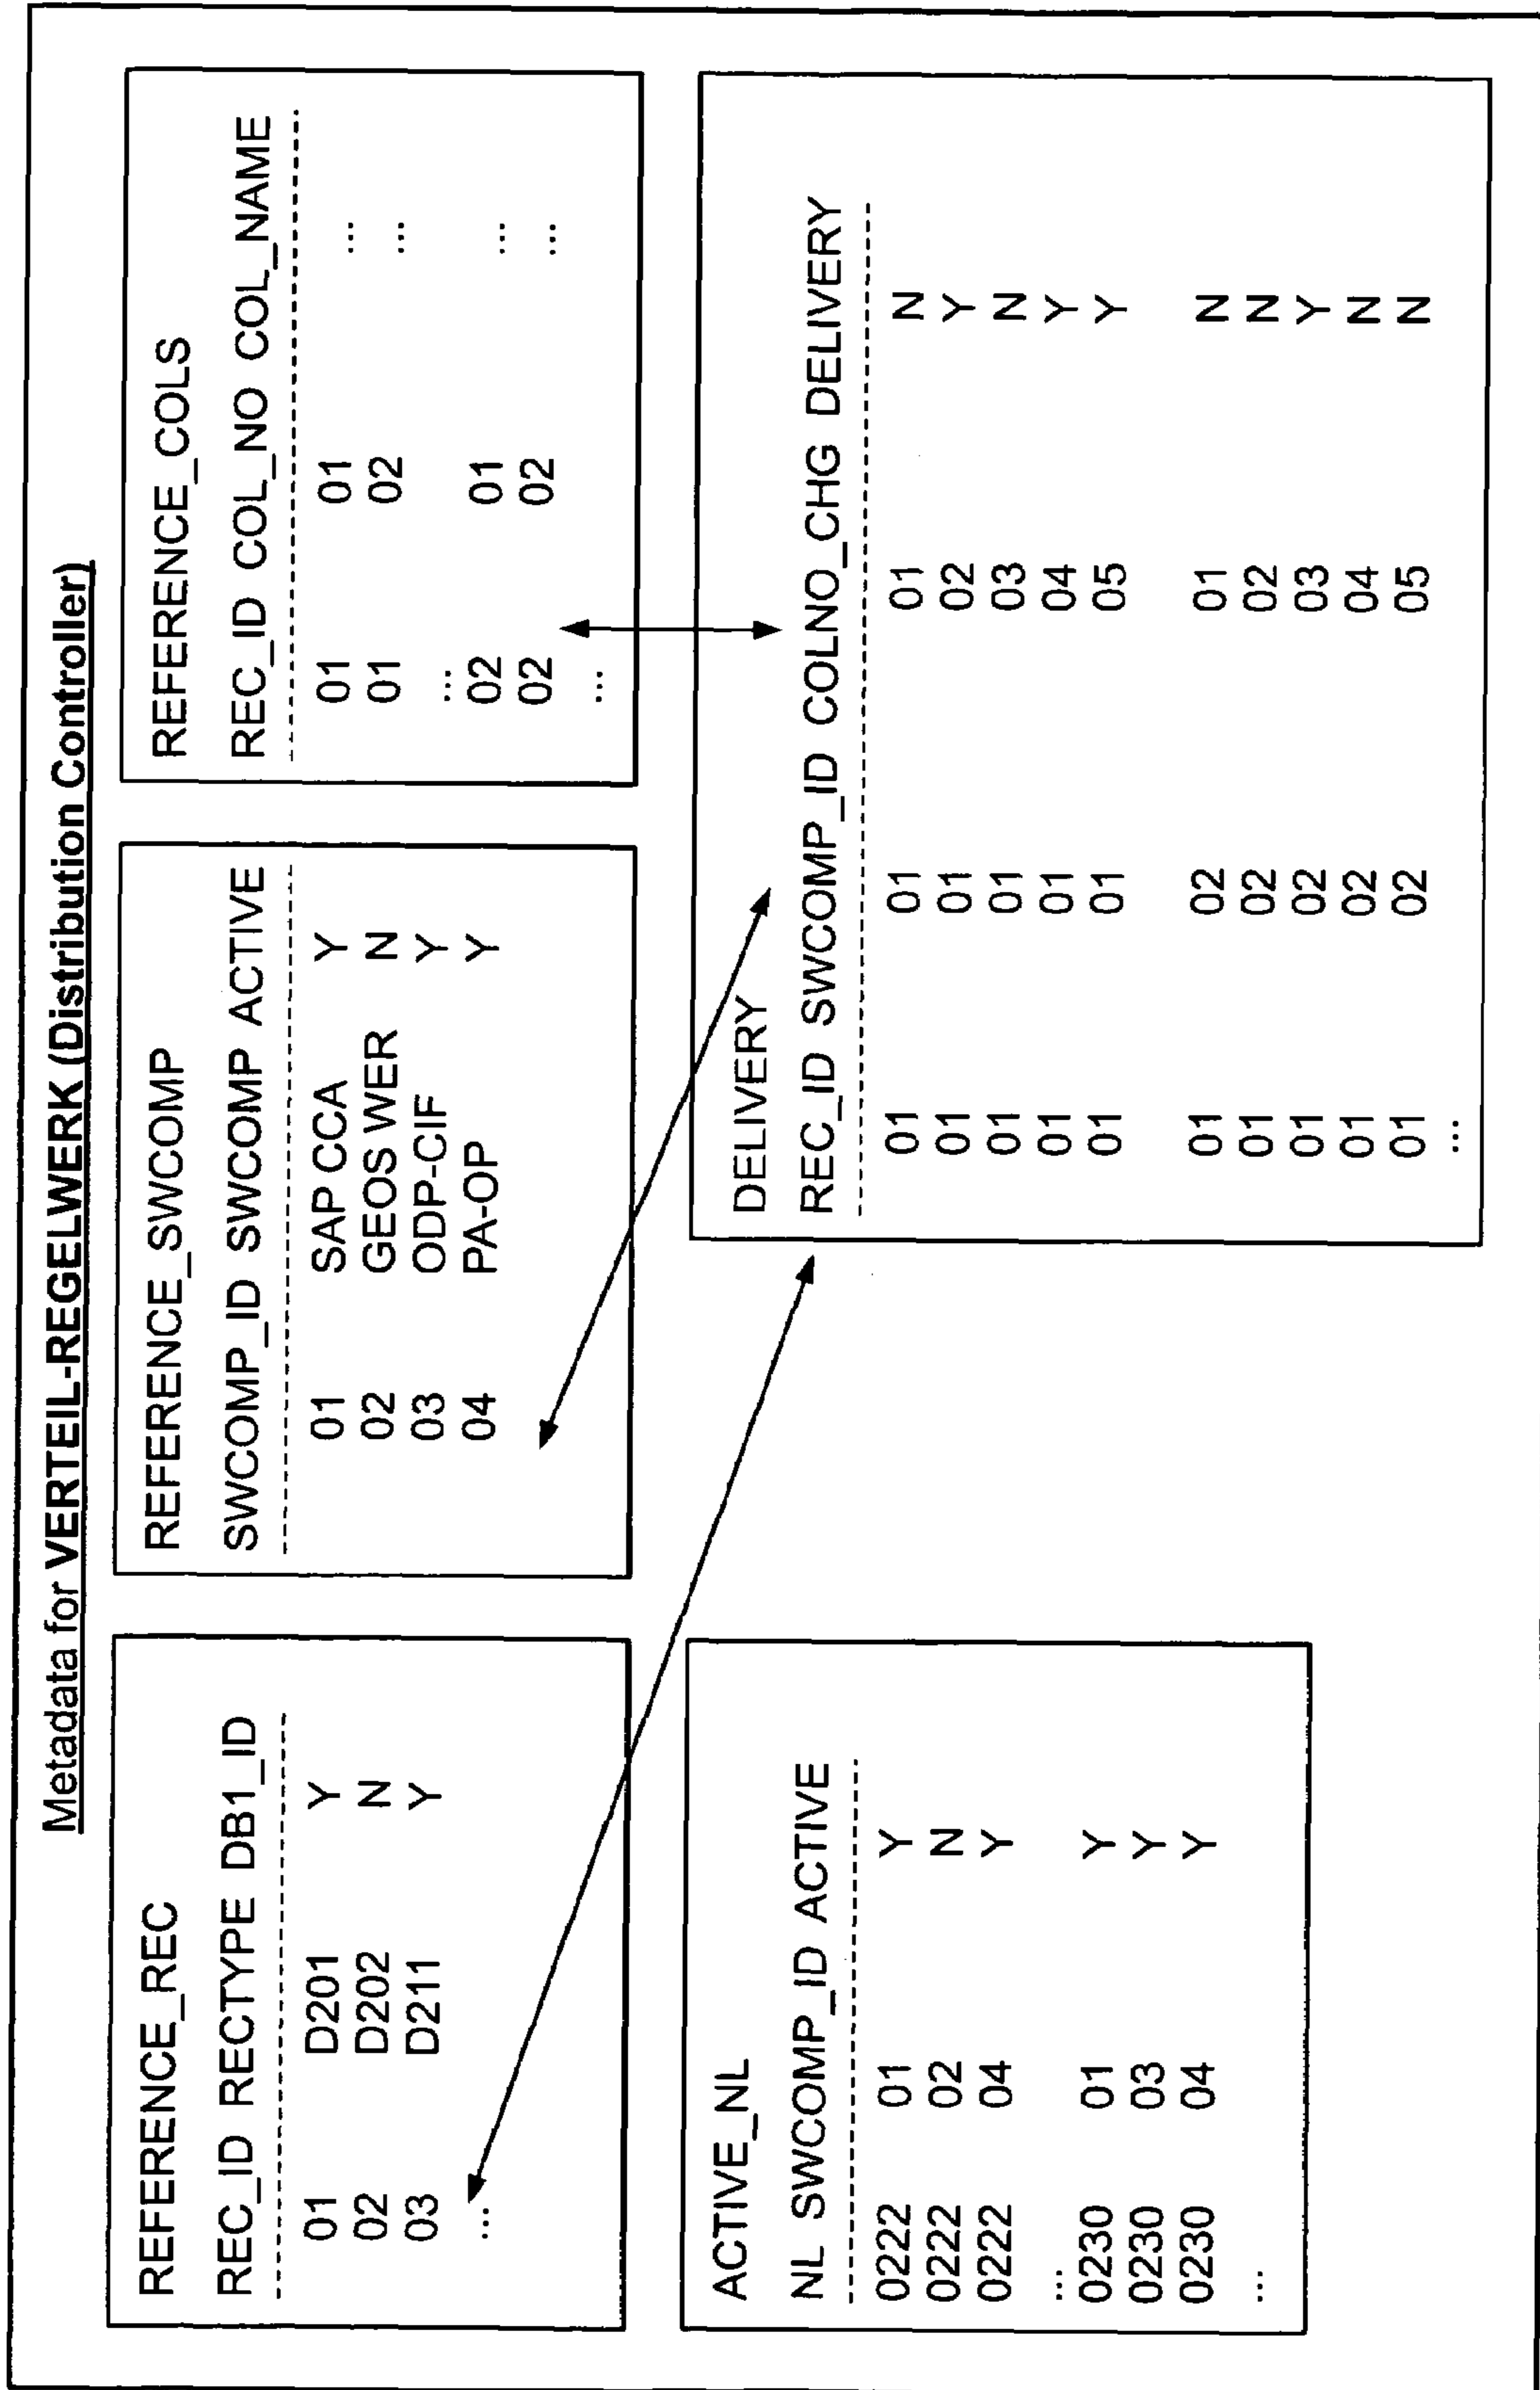 Metadata for VERTEIL-REGELWERK (Distribution Controller)
REFERENCE_REC
REC_ID RECTYPE DB1_ID
01 D201 Y
02 D202 N
03 D211 Y
...
REFERENCE_SWCOMP
SWCOMP_ID SWCOMP ACTIVE
01 SAP CCA Y
02 GEOS WER N
03 ODP-CIF Y
04 PA-OP Y
REFERENCE_COLS
REC_ID COL_NO COL_NAME
01 01 ...
01 02 ...
...
02 01 ...
02 02 ...
...
ACTIVE_NL
NL SWCOMP_ID ACTIVE
0222 01 Y
0222 02 N
0222 04 Y
...
0230 01 Y
0230 03 Y
0230 04 Y
...
DELIVERY
REC_ID SWCOMP_ID COLNO_CHG DELIVERY
01 01 01 N
01 01 02 Y
01 01 03 N
01 01 04 Y
01 01 05 Y
01 02 01 N
01 02 02 N
01 02 03 Y
01 02 04 N
01 02 05 N
...